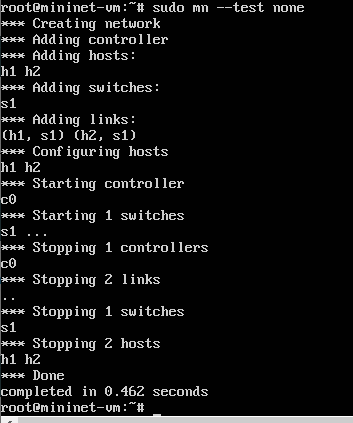 root@mininet-vm:~# sudo mn --test none
*** Creating network
*** Adding controller
*** Adding hosts:
h1 h2
*** Adding switches:
s1
*** Adding links:
(h1, s1) (h2, s1)
*** Configuring hosts
h1 h2
*** Starting controller
c0
*** Starting 1 switches
s1 ...
*** Stopping 1 controllers
c0
*** Stopping 2 links
..
*** Stopping 1 switches
s1
*** Stopping 2 hosts
h1 h2
*** Done
completed in 0.462 seconds
root@mininet-vm:~# _